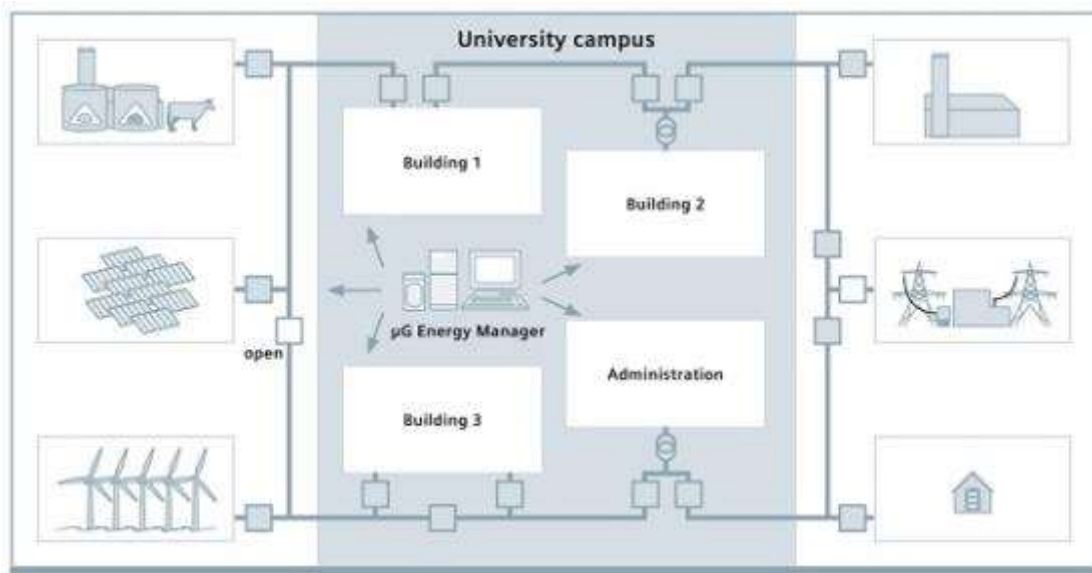 University campus
Building 1
Building 2
µG Energy Manager
open
Administration
Building 3